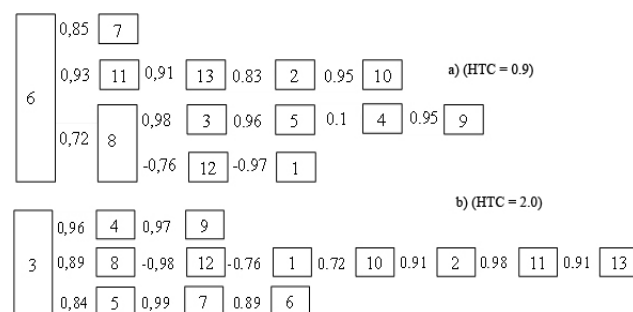 0,85 7
0,93 11 0,91 13 0.83 2 0.95 10 a) (HTC = 0.9)
6
0,98 3 0.96 5 0.1 4 0.95 9
0,72 8
-0,76 12 -0.97 1
b) (HTC = 2.0)
0,96 4 0,97 9
3 0,89 8 -0,98 12 -0.76 1 0.72 10 0.91 2 0.98 11 0.91 13
0,84 5 0,99 7 0.89 6